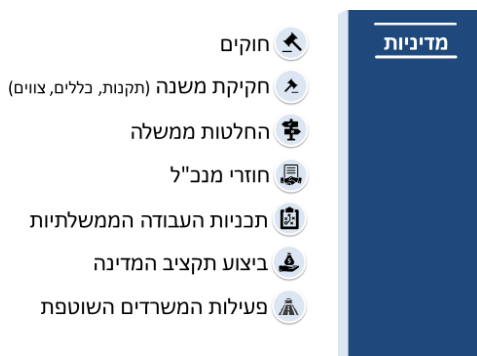 מדיניות
חוקים
חקיקת משנה (תקנות, כללים, צווים)
החלטות ממשלה
חוזרי מנכ"ל
תכניות העבודה הממשלתיות
ביצוע תקציב המדינה
פעילות המשרדים השוטפת